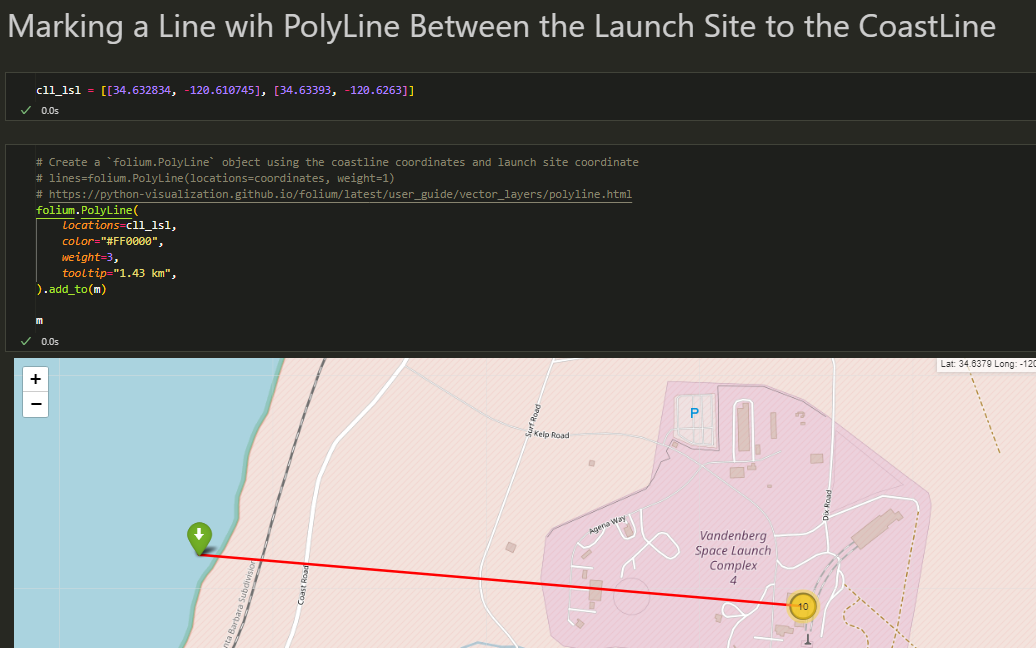 Marking a Line wih PolyLine Between the Launch Site to the CoastLine
cll_lsl = [[34.632834, -120.610745], [34.63393, -120.6263]]
0.0s
# Create a `folium.PolyLine` object using the coastline coordinates and launch site coordinate
# lines=folium.PolyLine(locations=coordinates, weight=1)
# https://python-visualization.github.io/folium/latest/user_guide/vector_layers/polyline.html
folium.PolyLine(
locations=cll_lsl,
color="#FF0000",
weight=3,
tooltip="1.43 km",
).add_to(m)
m
0.0s
+
−
Lat: 34.6379 Long: -120
P
Surf Road
Kelp Road
Dix Road
Agena Way
Vandenberg
Space Launch
Complex
4
Coast Road
nta Barbara Subdivision
10